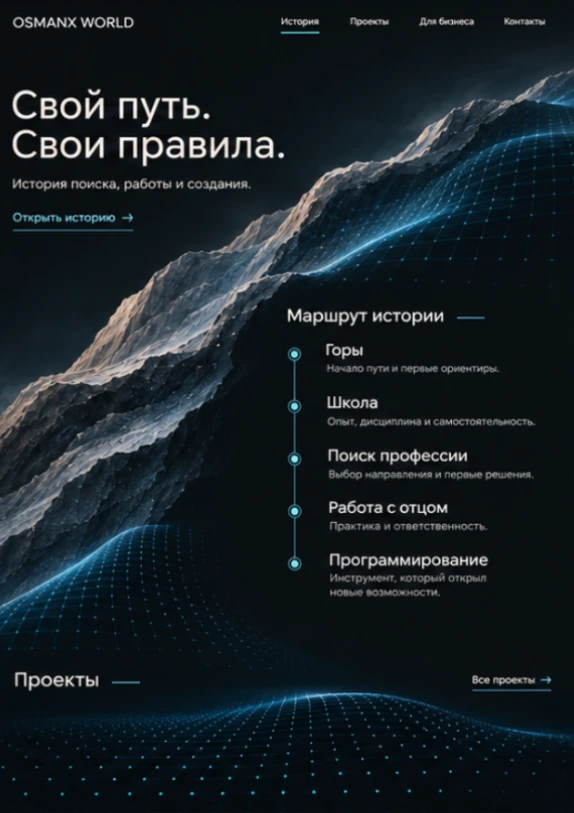 OSMANX WORLD
История
Проекты
Для бизнеса
Контакты
Свой путь.
Свои правила.
История поиска, работы и создания.
Открыть историю →
Маршрут истории
Горы
Начало пути и первые ориентиры.
Школа
Опыт, дисциплина и самостоятельность.
Поиск профессии
Выбор направления и первые решения.
Работа с отцом
Практика и ответственность.
Программирование
Инструмент, который открыл
новые возможности.
Проекты
Все проекты →